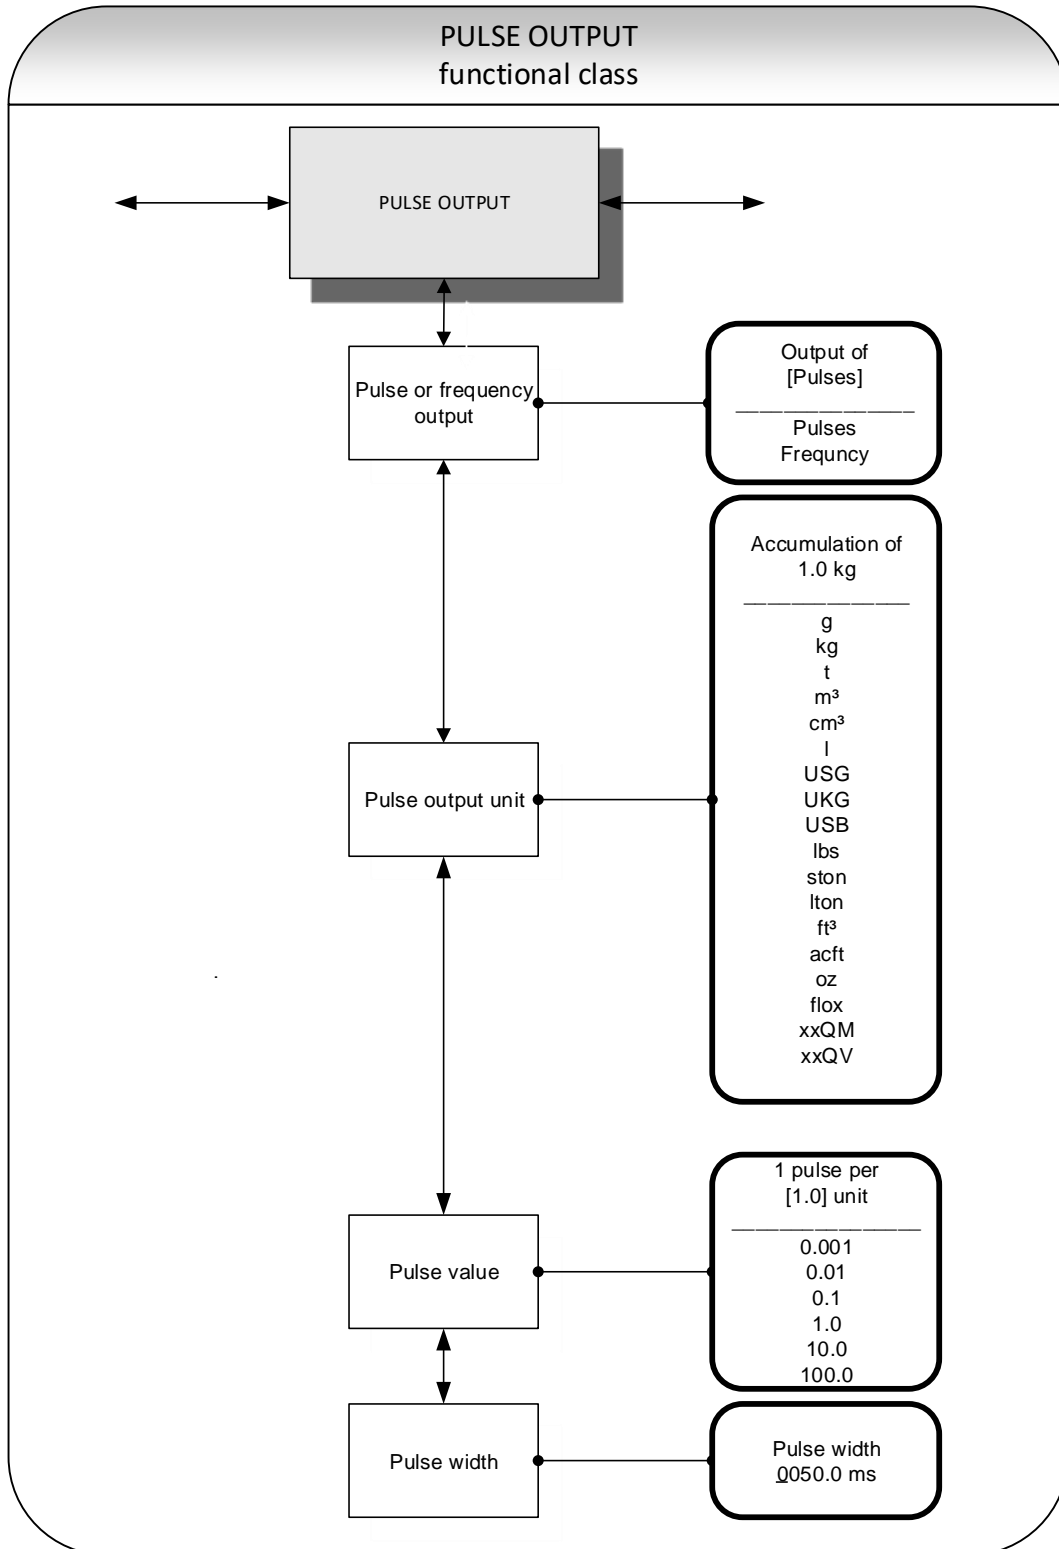 PULSE OUTPUT
functional class
PULSE OUTPUT
Pulse or frequency
output
Output of
[Pulses]
Pulses
Frequncy
Pulse output unit
Accumulation of
1.0 kg
g
kg
t
m³
cm³
l
USG
UKG
USB
lbs
ston
lton
ft³
acft
oz
flox
xxQM
xxQV
Pulse value
1 pulse per
[1.0] unit
0.001
0.01
0.1
1.0
10.0
100.0
Pulse width
Pulse width
0050.0 ms